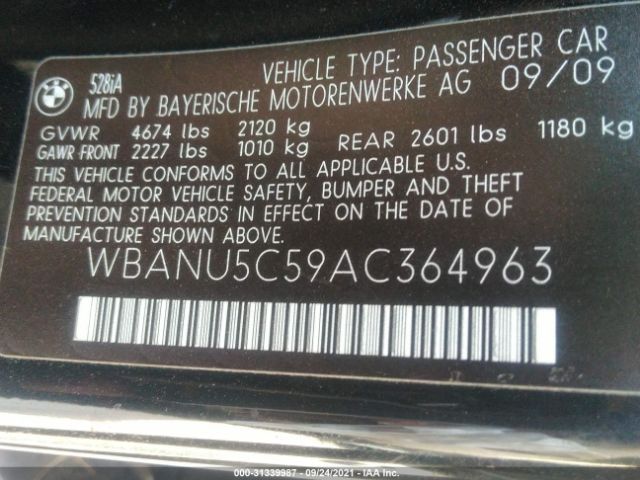 528iA VEHICLE TYPE: PASSENGER CAR
MFD BY BAYERISCHE MOTORENWERKE AG 09/09
GVWR 4674 lbs 2120 kg
GAWR FRONT 2227 lbs 1010 kg REAR 2601 lbs 1180 kg
THIS VEHICLE CONFORMS TO ALL APPLICABLE U.S.
FEDERAL MOTOR VEHICLE SAFETY, BUMPER AND THEFT
PREVENTION STANDARDS IN EFFECT ON THE DATE OF
MANUFACTURE SHOWN ABOVE.
WBANU5C59AC364963
000-31339987 - 09/24/2021 - IAA Inc.